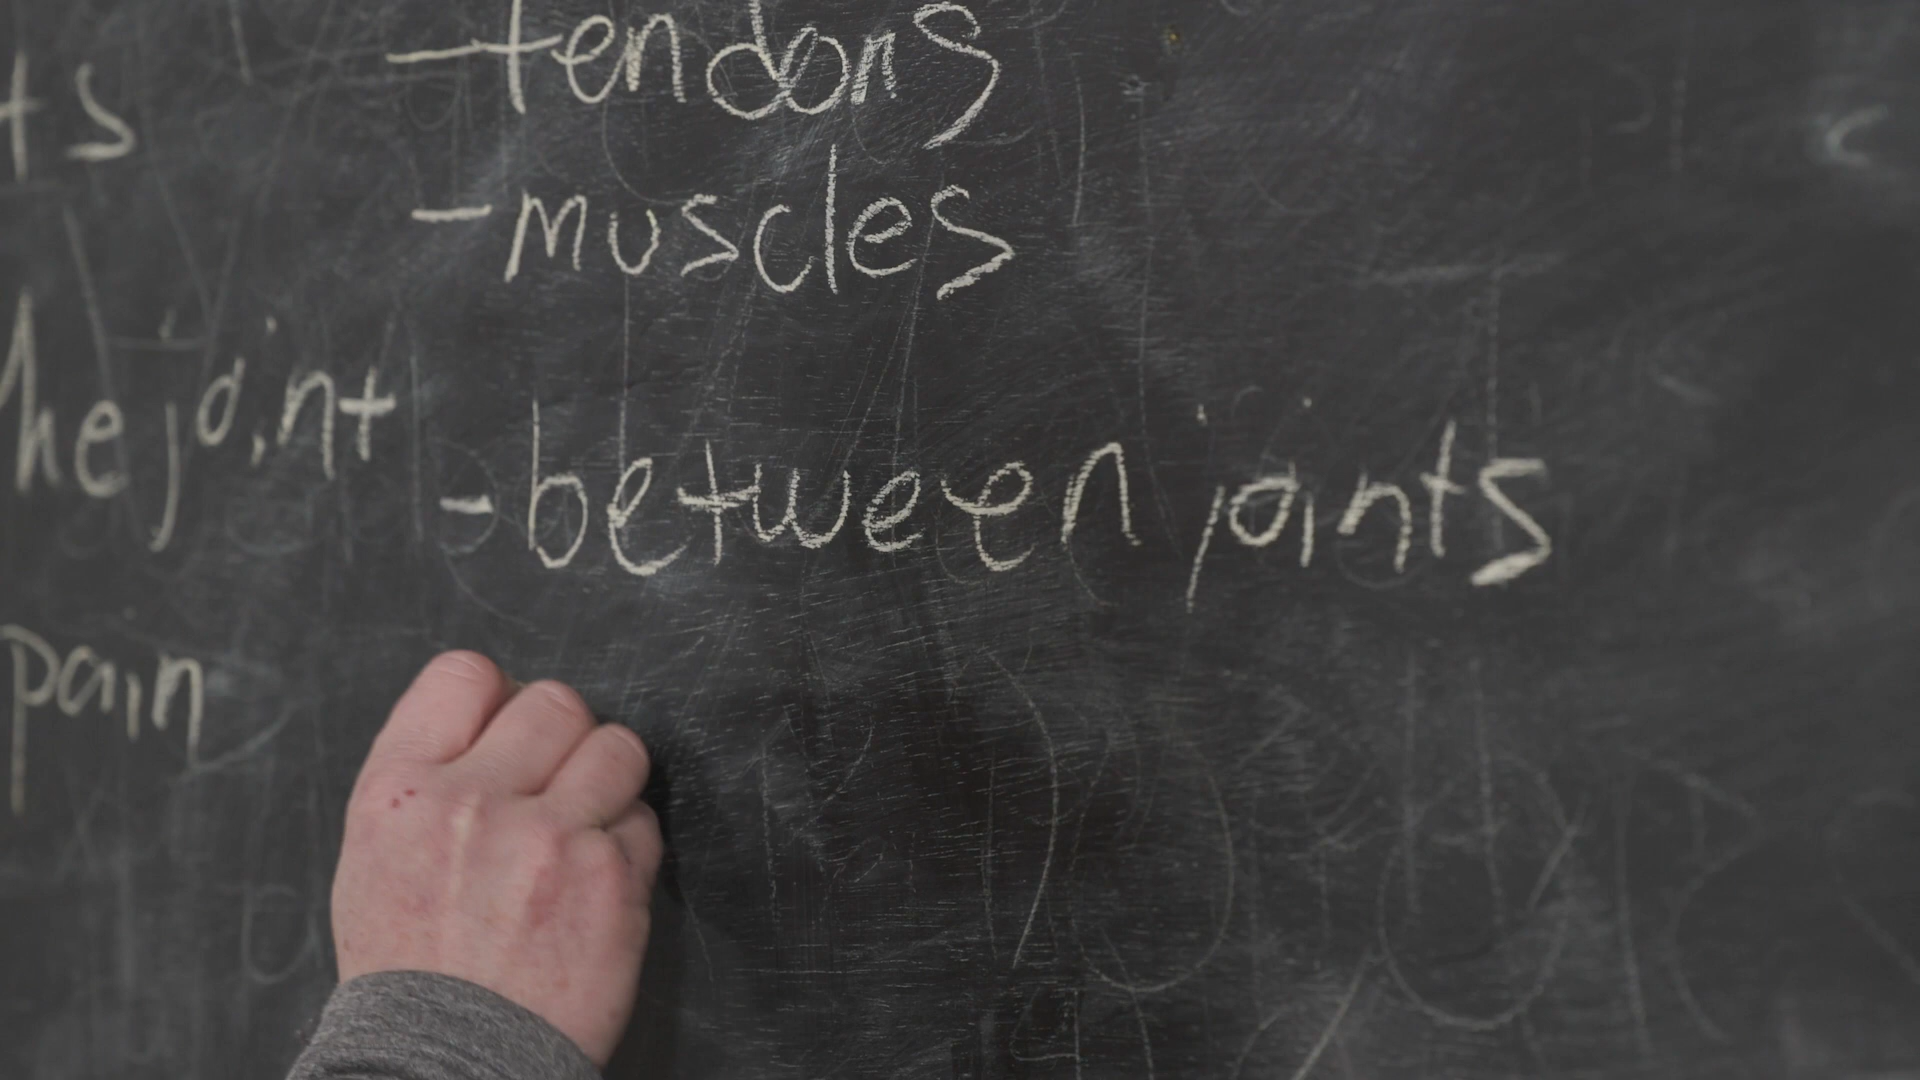 -tendons
ts
-muscles
he joint
-between joints
pain